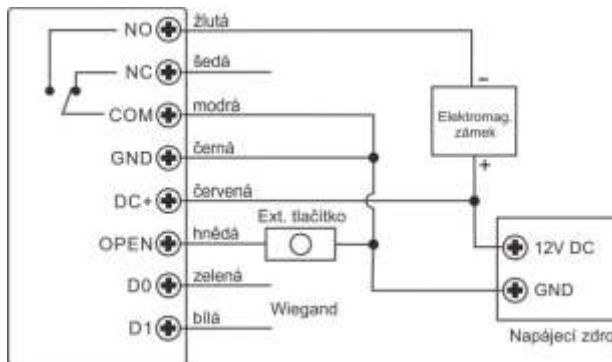 NO žlutá
NC šedá
COM modrá
GND černá
DC+ červená
OPEN hnědá
D0 zelená
D1 bílá
Ext. tlačítko
Wiegand
–
Elektromag.
zámek
+
12V DC
GND
Napájecí zdro